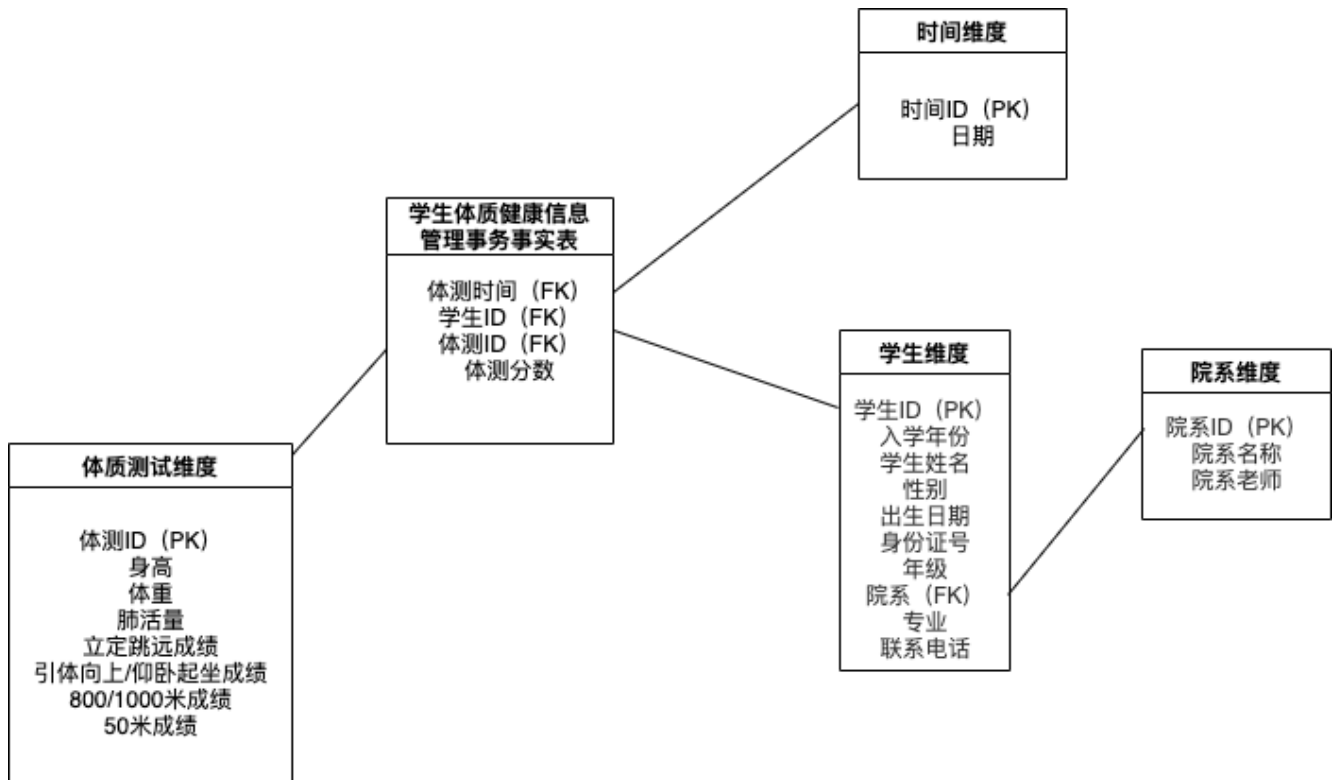 时间维度
时间ID（PK）
日期
学生体质健康信息
管理事务事实表
体测时间（FK）
学生ID（FK）
体测ID（FK）
体测分数
学生维度
学生ID（PK）
入学年份
学生姓名
性别
出生日期
身份证号
年级
院系（FK）
专业
联系电话
院系维度
院系ID（PK）
院系名称
院系老师
体质测试维度
体测ID（PK）
身高
体重
肺活量
立定跳远成绩
引体向上/仰卧起坐成绩
800/1000米成绩
50米成绩